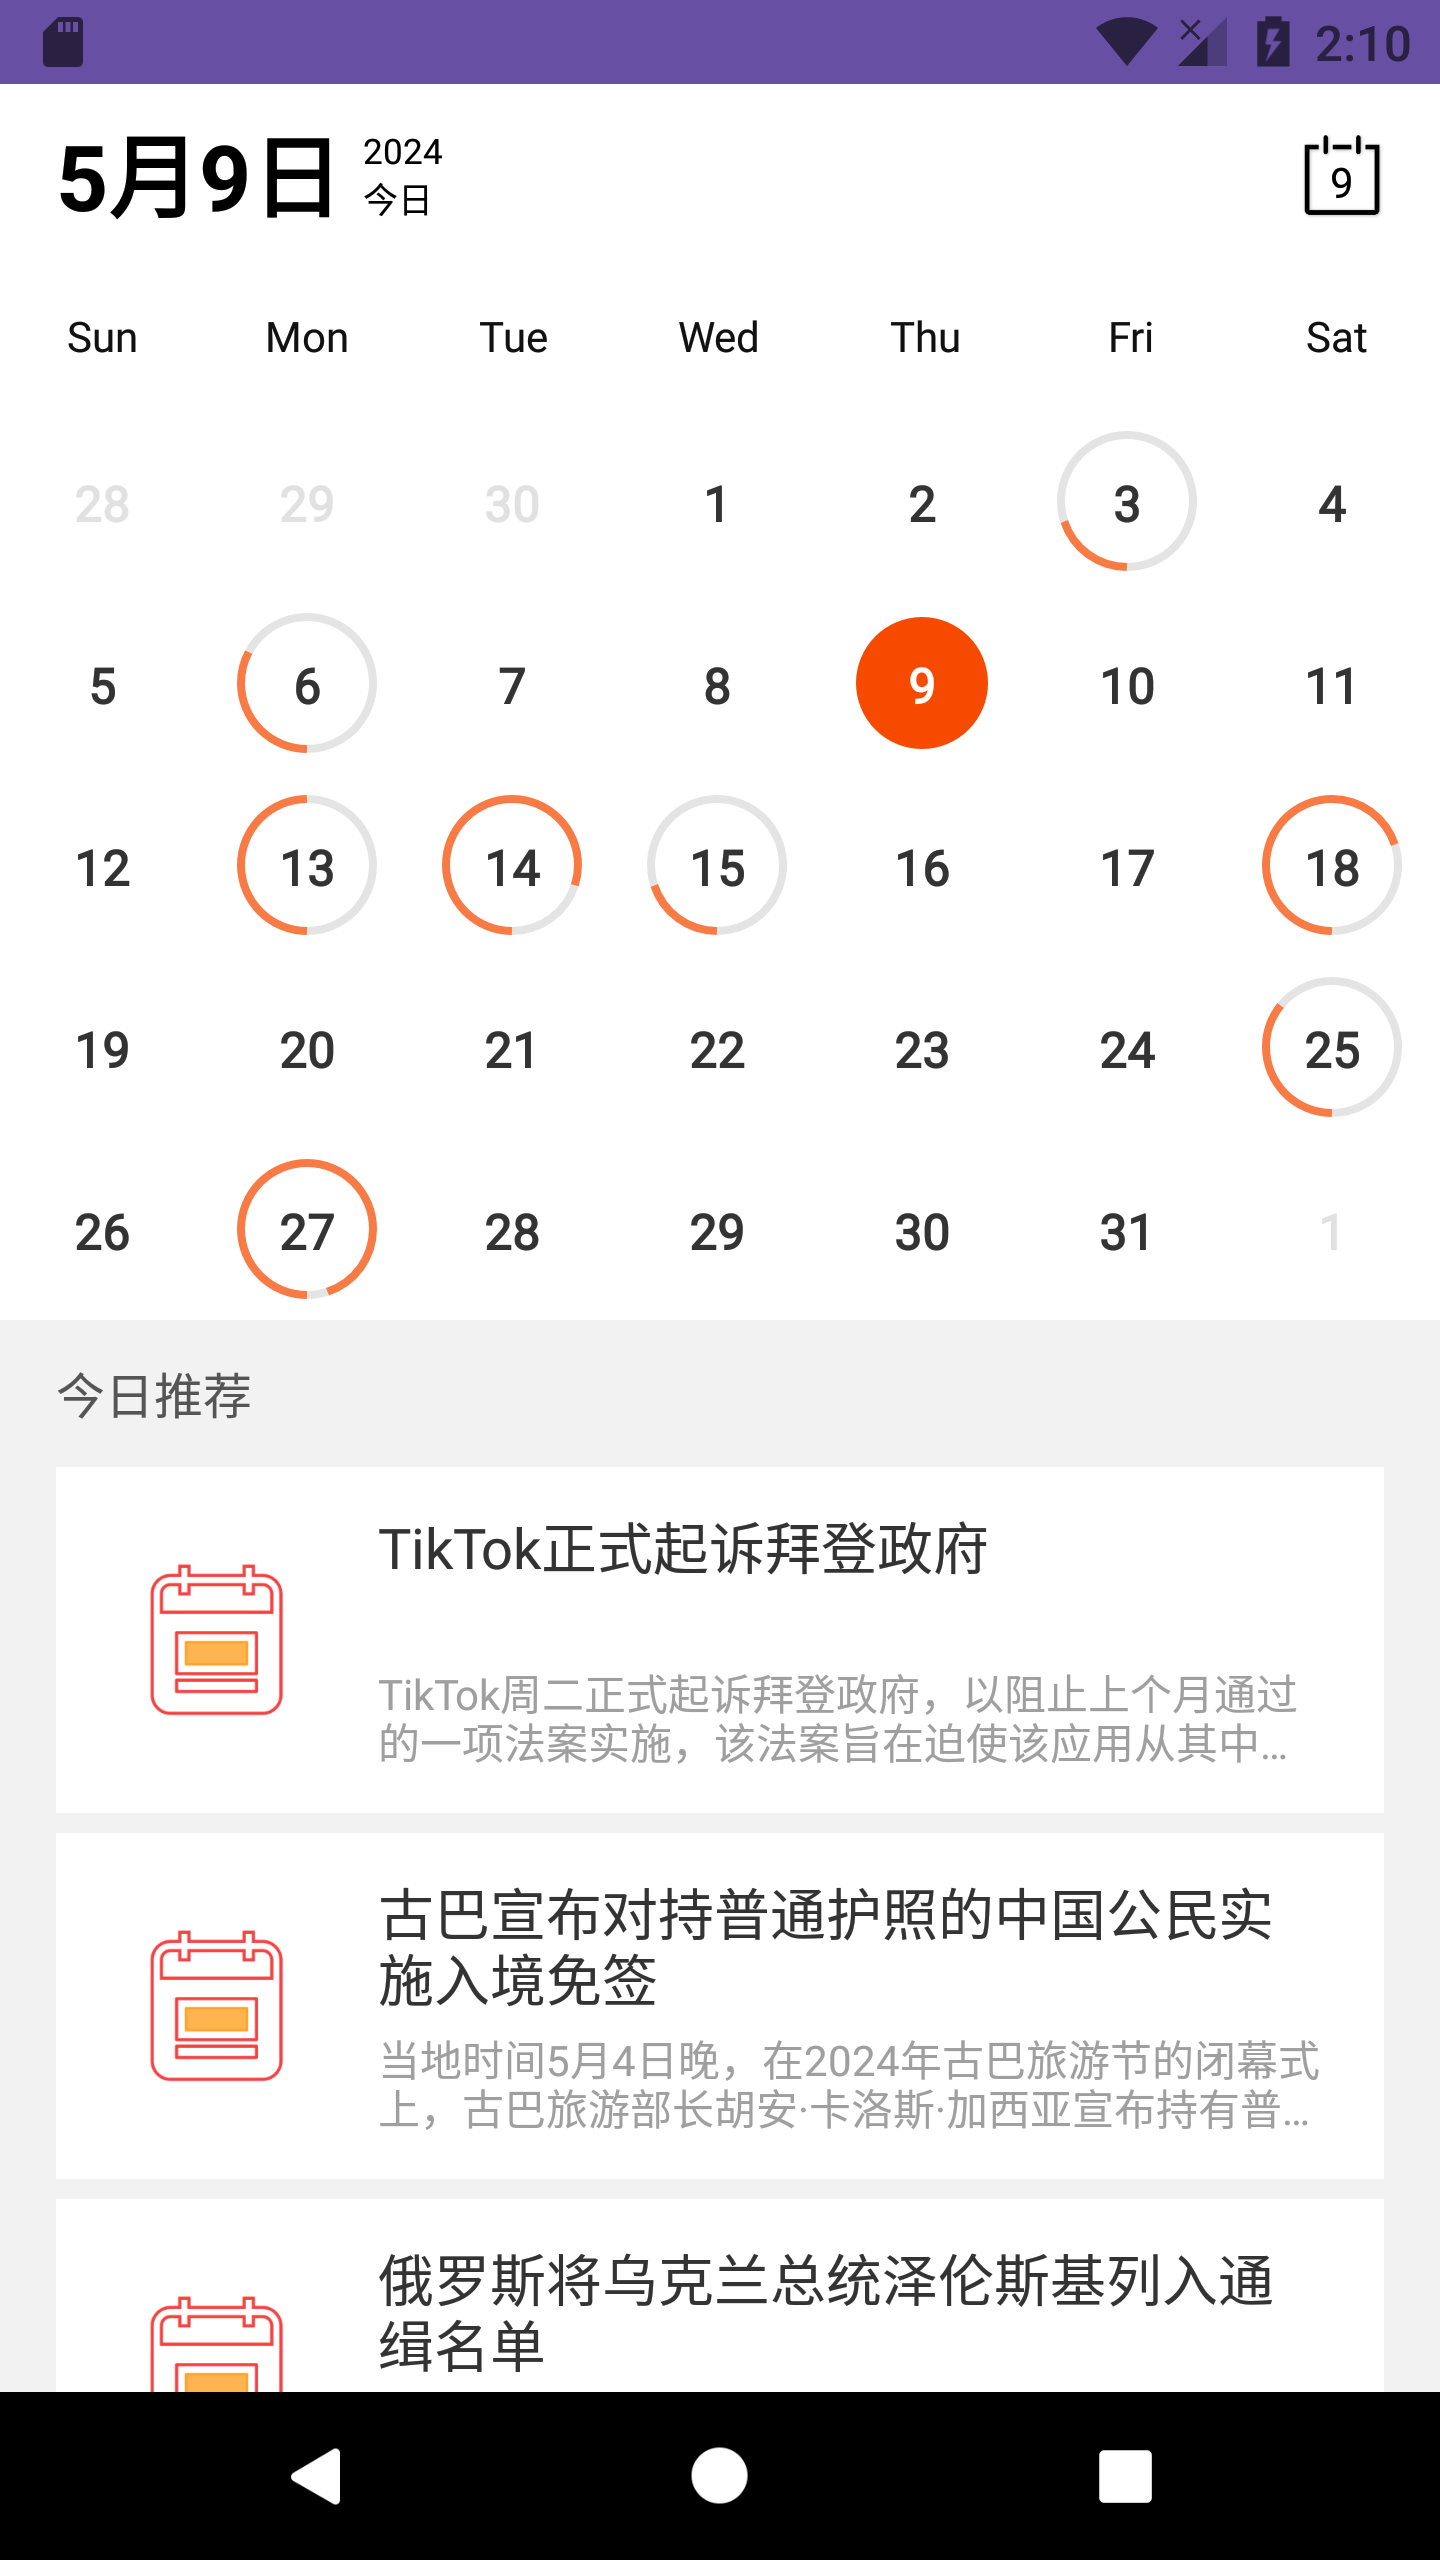 2:10
5月9日
2024
今日
9
Sun Mon Tue Wed Thu Fri Sat
28 29 30 1 2 3 4
5 6 7 8 9 10 11
12 13 14 15 16 17 18
19 20 21 22 23 24 25
26 27 28 29 30 31 1
今日推荐
TikTok正式起诉拜登政府
TikTok周二正式起诉拜登政府，以阻止上个月通过
的一项法案实施，该法案旨在迫使该应用从其中...
古巴宣布对持普通护照的中国公民实
施入境免签
当地时间5月4日晚，在2024年古巴旅游节的闭幕式
上，古巴旅游部长胡安·卡洛斯·加西亚宣布持有普...
俄罗斯将乌克兰总统泽伦斯基列入通
缉名单